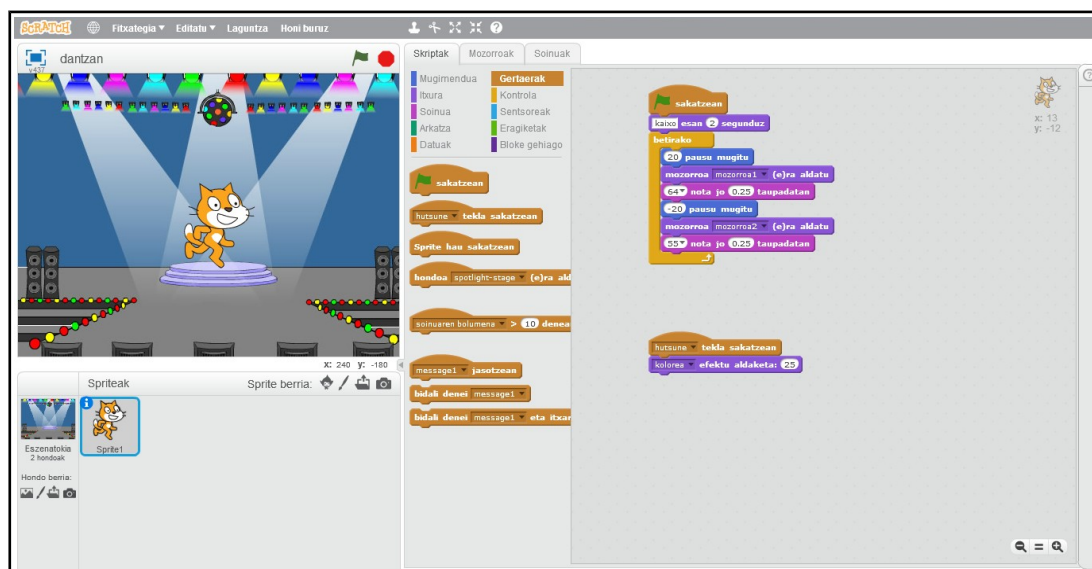 SCRATCH Fitxategia Editatu Laguntza Honi buruz
dantzan
v437
Skriptak Mozorroak Soinuak
Mugimendua Gertaerak
Itxura Kontrola
Soinua Sentsoreak
Arkatza Eragiketak
Datuak Bloke gehiago
sakatzean
hutsune tekla sakatzean
Sprite hau sakatzean
hondoa spotlight-stage (e)ra ald
soinuaren bolumena > 10 denea
message1 jasotzean
bidali denei message1
bidali denei message1 eta itxar
sakatzean
kaixo esan 2 segunduz
betirako
20 pausu mugitu
mozorroa mozorroa1 (e)ra aldatu
64 nota jo 0.25 taupadatan
-20 pausu mugitu
mozorroa mozorroa2 (e)ra aldatu
55 nota jo 0.25 taupadatan
hutsune tekla sakatzean
kolorea efektu aldaketa: 25
x: 13
y: -12
x: 240 y: -180
Spriteak Sprite berria:
Eszenatokia
2 hondoak
Sprite1
Hondo berria: